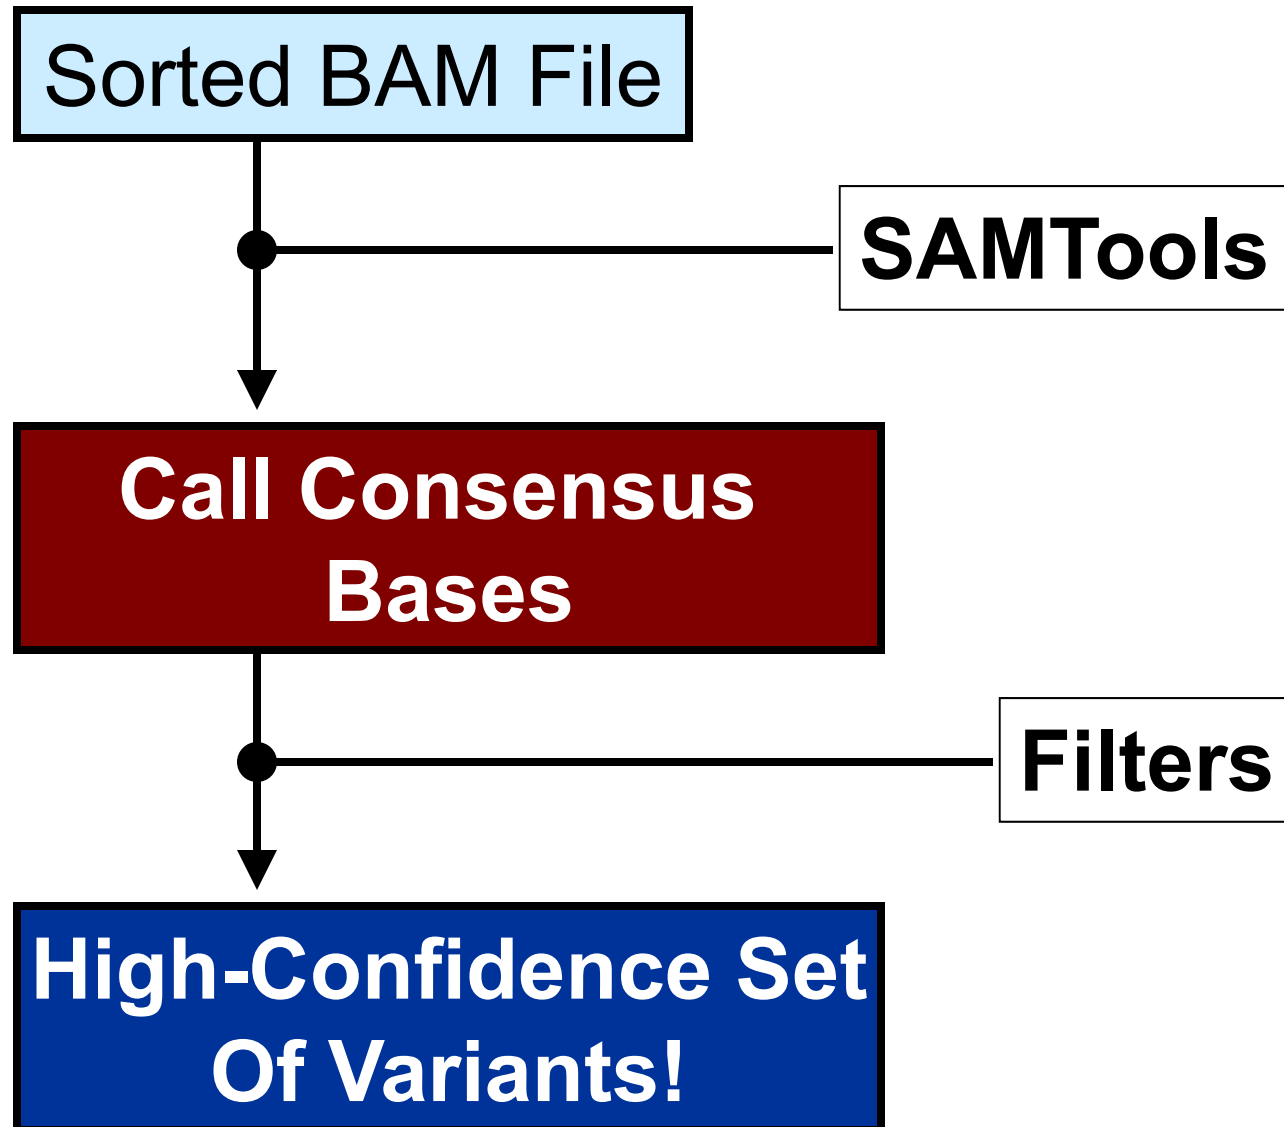 Sorted BAM File
SAMTools
Call Consensus
Bases
Filters
High-Confidence Set
Of Variants!